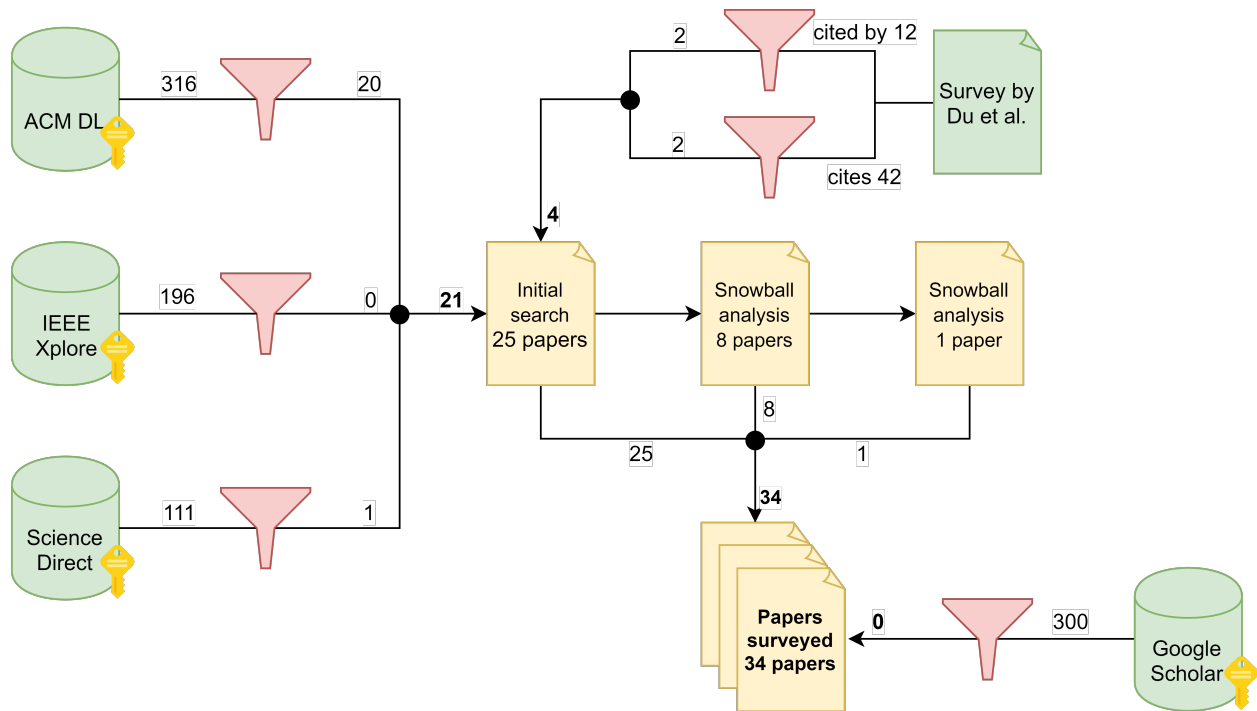 2
cited by 12
316
20
ACM DL
Survey by
Du et al.
2
cites 42
4
196
0
21
IEEE
Xplore
Initial
search
25 papers
Snowball
analysis
8 papers
Snowball
analysis
1 paper
8
25
1
34
111
1
Science
Direct
Papers
surveyed
34 papers
0
300
Google
Scholar